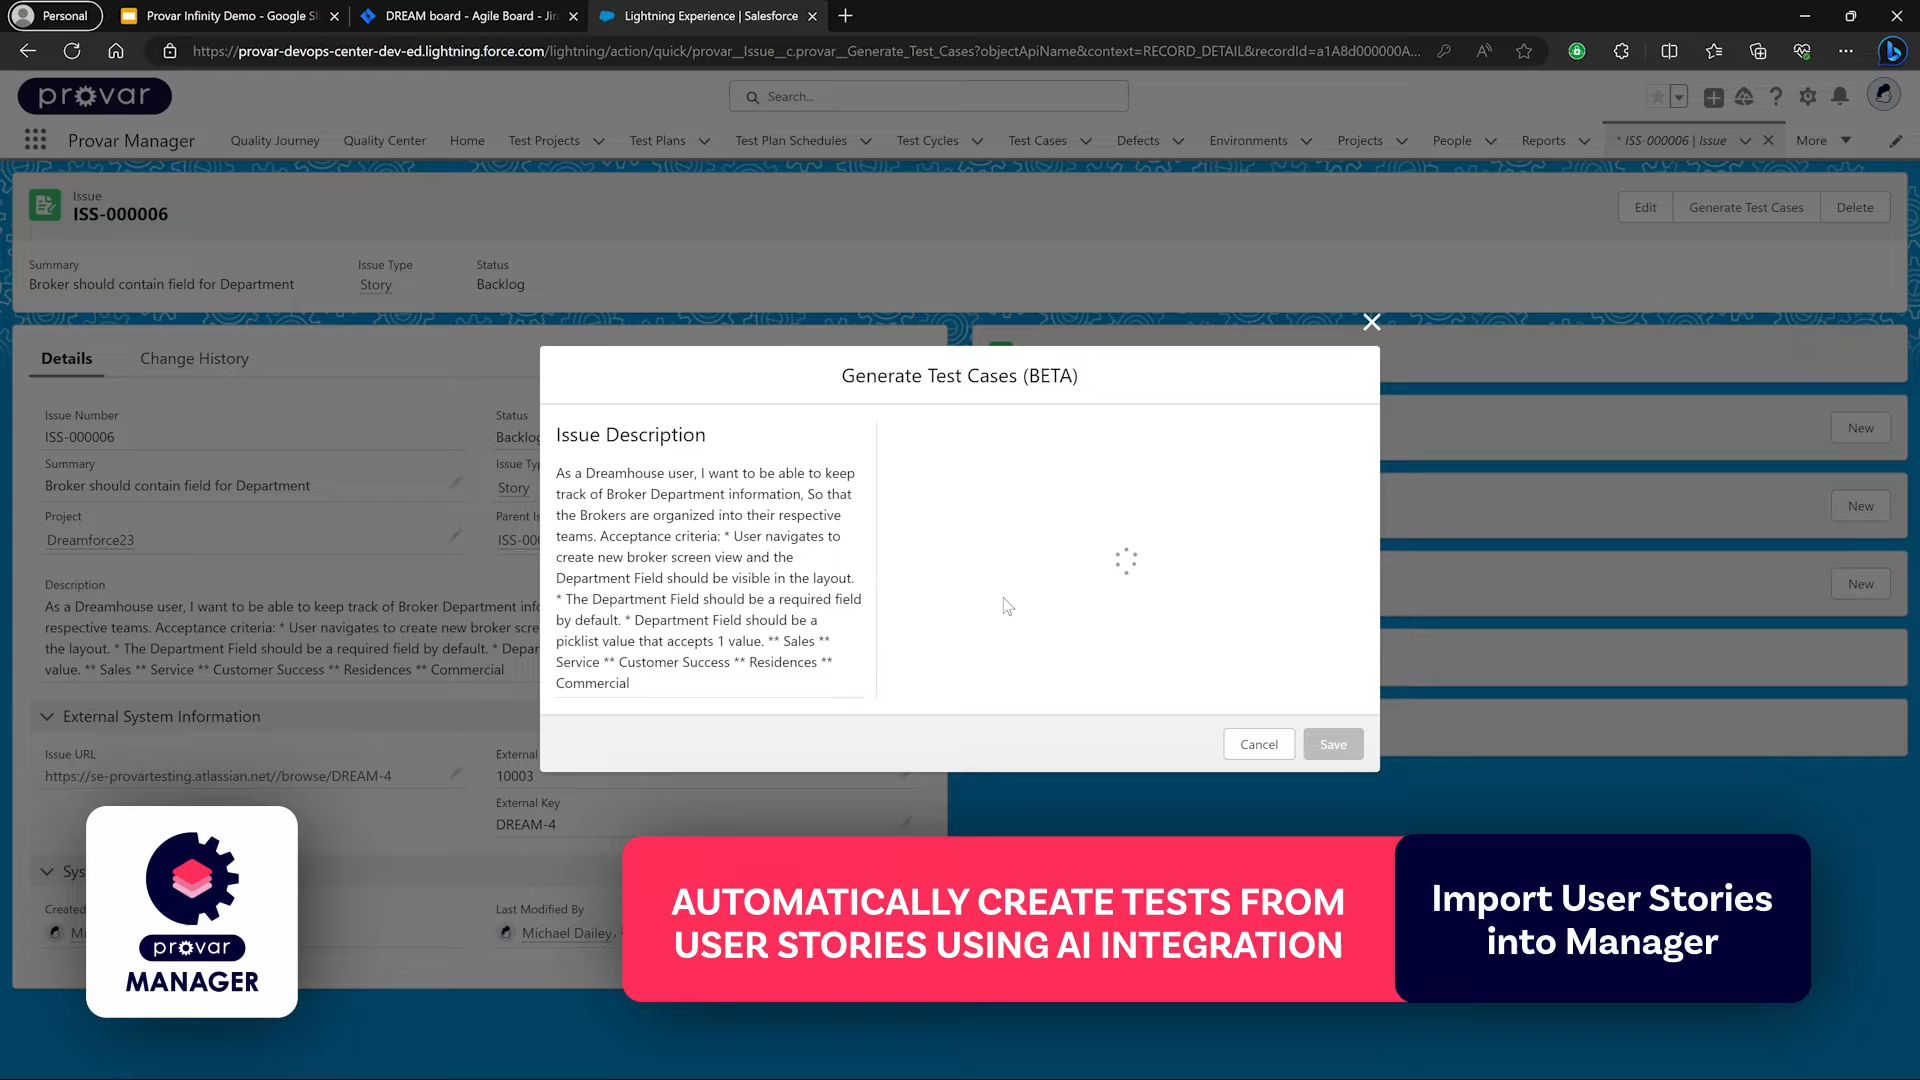 Personal
Provar Infinity Demo - Google Sl
DREAM board - Agile Board - Jir
Lightning Experience | Salesforce
https://provar-devops-center-dev-ed.lightning.force.com/lightning/action/quick/provar__Issue__c.provar__Generate_Test_Cases?objectApiName&context=RECORD_DETAIL&recordId=a1A8d000000A...
provar
Search...
Provar Manager
Quality Journey
Quality Center
Home
Test Projects
Test Plans
Test Plan Schedules
Test Cycles
Test Cases
Defects
Environments
Projects
People
Reports
* ISS-000006 | Issue
More
Issue
ISS-000006
Edit
Generate Test Cases
Delete
Summary
Broker should contain field for Department
Issue Type
Story
Status
Backlog
Details
Change History
Issue Number
ISS-000006
Status
Backlog
Summary
Broker should contain field for Department
Issue Ty
Story
Project
Dreamforce23
Parent Is
ISS-00
Description
As a Dreamhouse user, I want to be able to keep track of Broker Department inf
respective teams. Acceptance criteria: * User navigates to create new broker scre
the layout. * The Department Field should be a required field by default. * Depar
value. ** Sales ** Service ** Customer Success ** Residences ** Commercial
External System Information
Issue URL
https://se-provartesting.atlassian.net//browse/DREAM-4
External
10003
External Key
DREAM-4
Sys
Created
Mi
Last Modified By
Michael Dailey,
New
New
New
Generate Test Cases (BETA)
Issue Description
As a Dreamhouse user, I want to be able to keep
track of Broker Department information, So that
the Brokers are organized into their respective
teams. Acceptance criteria: * User navigates to
create new broker screen view and the
Department Field should be visible in the layout.
* The Department Field should be a required field
by default. * Department Field should be a
picklist value that accepts 1 value. ** Sales **
Service ** Customer Success ** Residences **
Commercial
Cancel
Save
provar
MANAGER
AUTOMATICALLY CREATE TESTS FROM
USER STORIES USING AI INTEGRATION
Import User Stories
into Manager